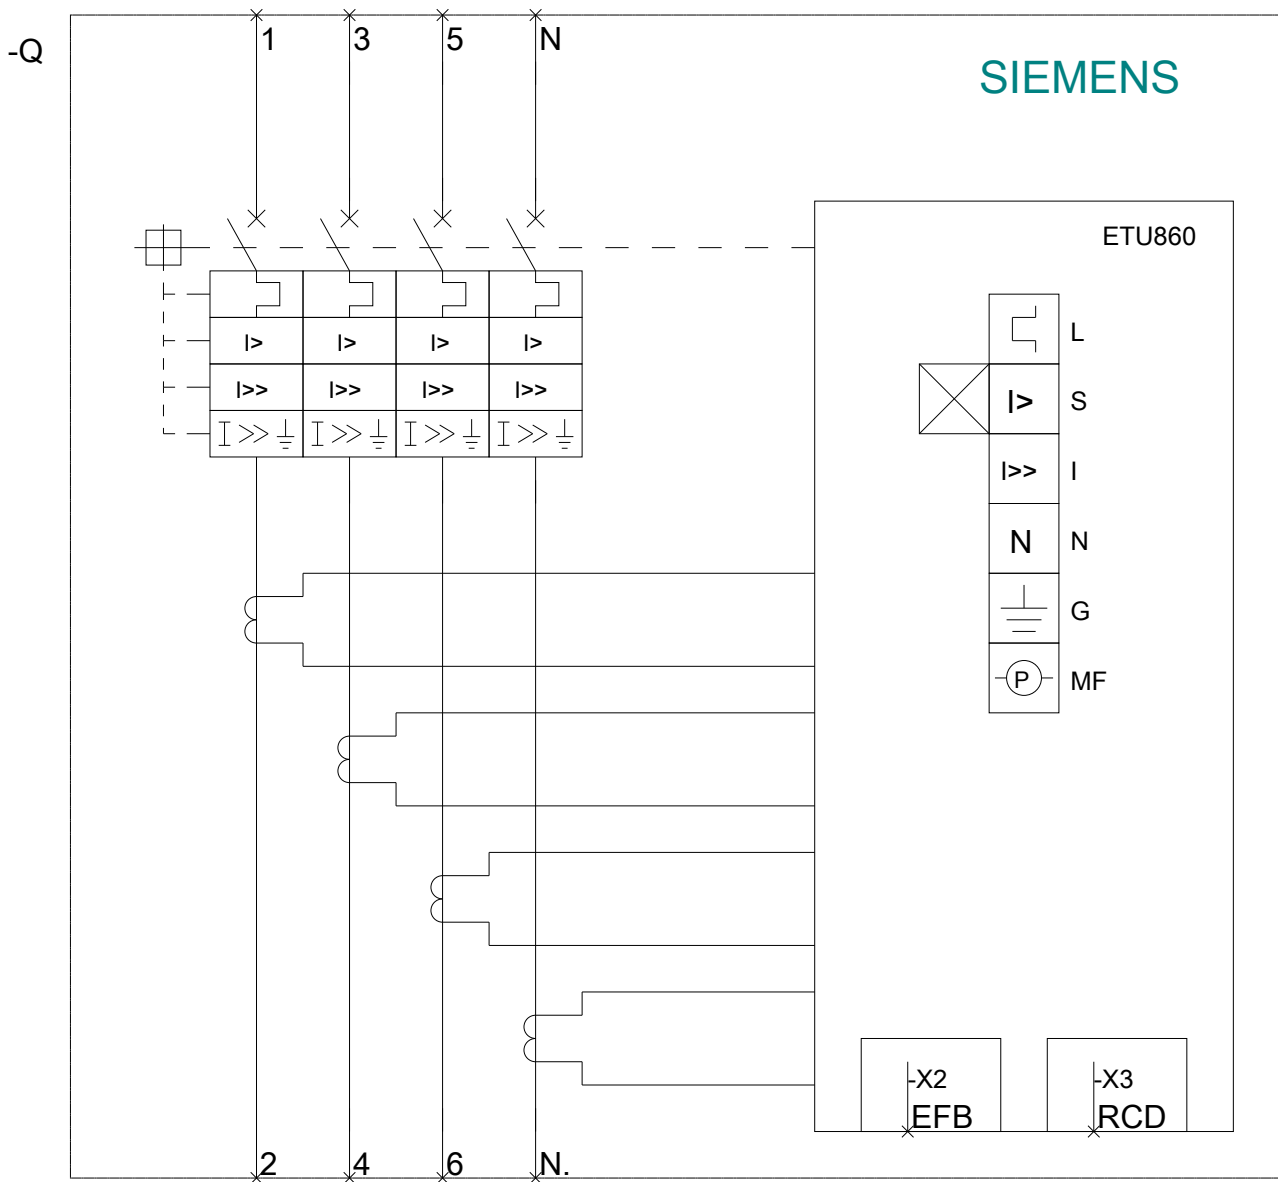 1 3 5 N
-Q
SIEMENS
ETU860
L
I> I> I> I>
I>> I>> I>> I>>
I> S
I >> I >> I >> I >>
I>> I
N N
G
P MF
-X2 -X3
EFB RCD
2 4 6 N.